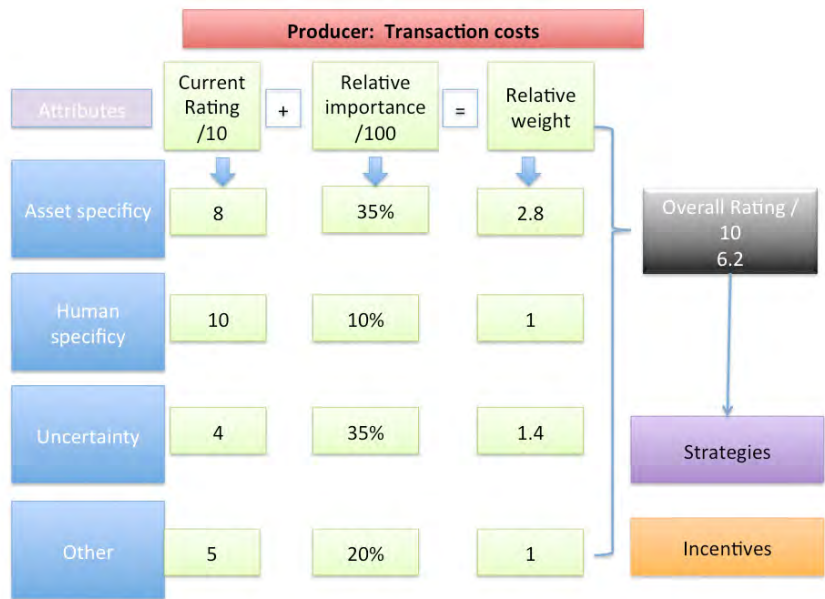 Producer: Transaction costs
Attributes
Current
Rating
/10
+
Relative
importance
/100
=
Relative
weight
Asset specificy
8
35%
2.8
Overall Rating /
10
6.2
Human
specificy
10
10%
1
Uncertainty
4
35%
1.4
Strategies
Other
5
20%
1
Incentives